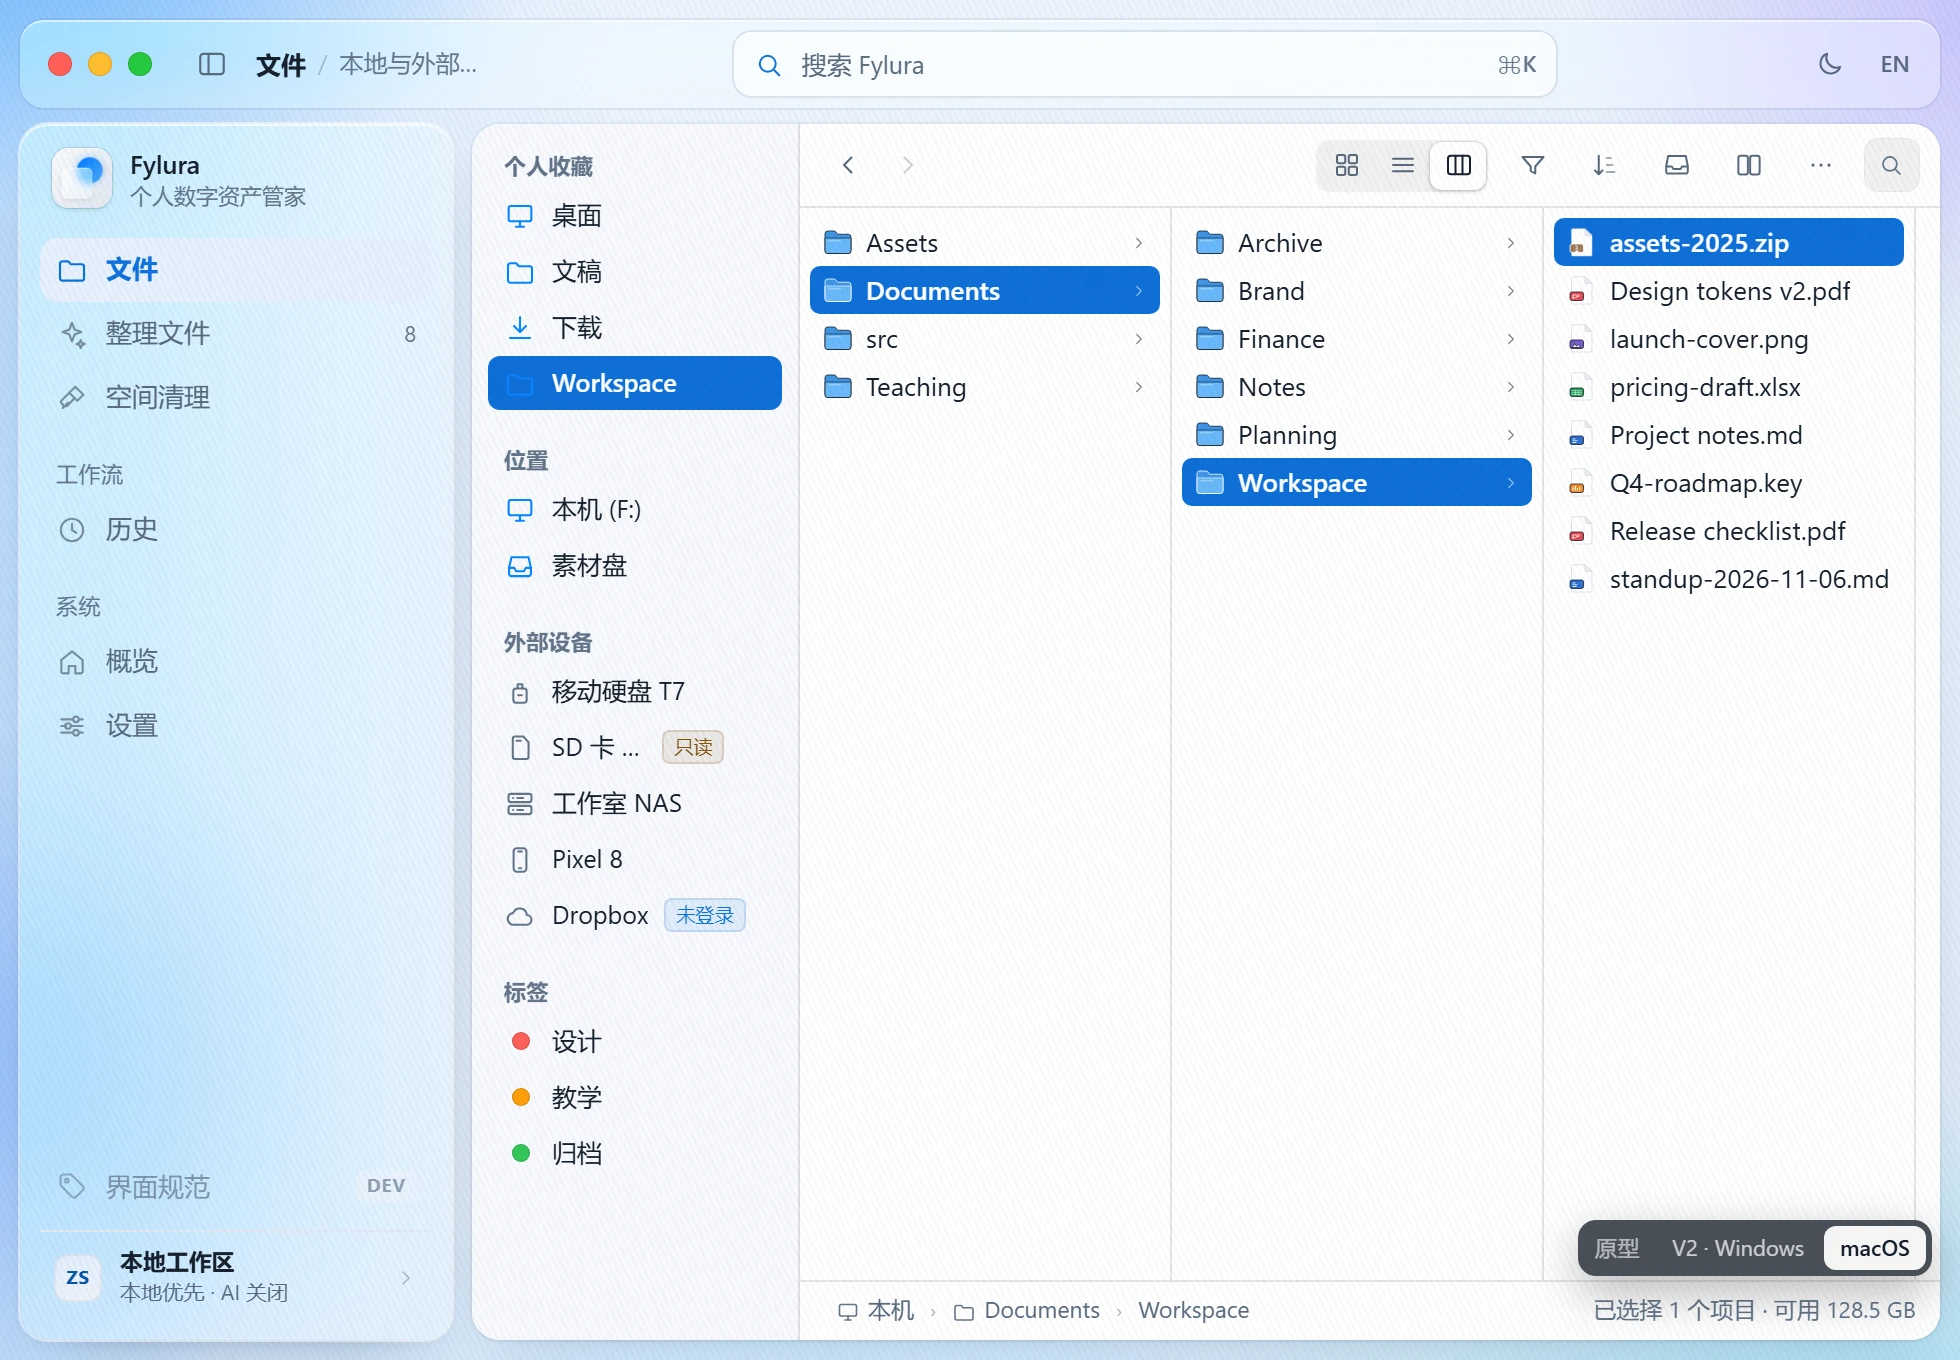 文件 / 本地与外部...
搜索 Fylura
⌘K
EN
Fylura
个人数字资产管家
文件
整理文件
8
空间清理
工作流
历史
系统
概览
设置
界面规范
DEV
ZS
本地工作区
本地优先 · AI 关闭
个人收藏
桌面
文稿
下载
Workspace
位置
本机 (F:)
素材盘
外部设备
移动硬盘 T7
SD 卡 ...
只读
工作室 NAS
Pixel 8
Dropbox
未登录
标签
设计
教学
归档
Assets
Documents
src
Teaching
Archive
Brand
Finance
Notes
Planning
Workspace
assets-2025.zip
Design tokens v2.pdf
launch-cover.png
pricing-draft.xlsx
Project notes.md
Q4-roadmap.key
Release checklist.pdf
standup-2026-11-06.md
原型
V2 · Windows
macOS
本机 › Documents › Workspace
已选择 1 个项目 · 可用 128.5 GB